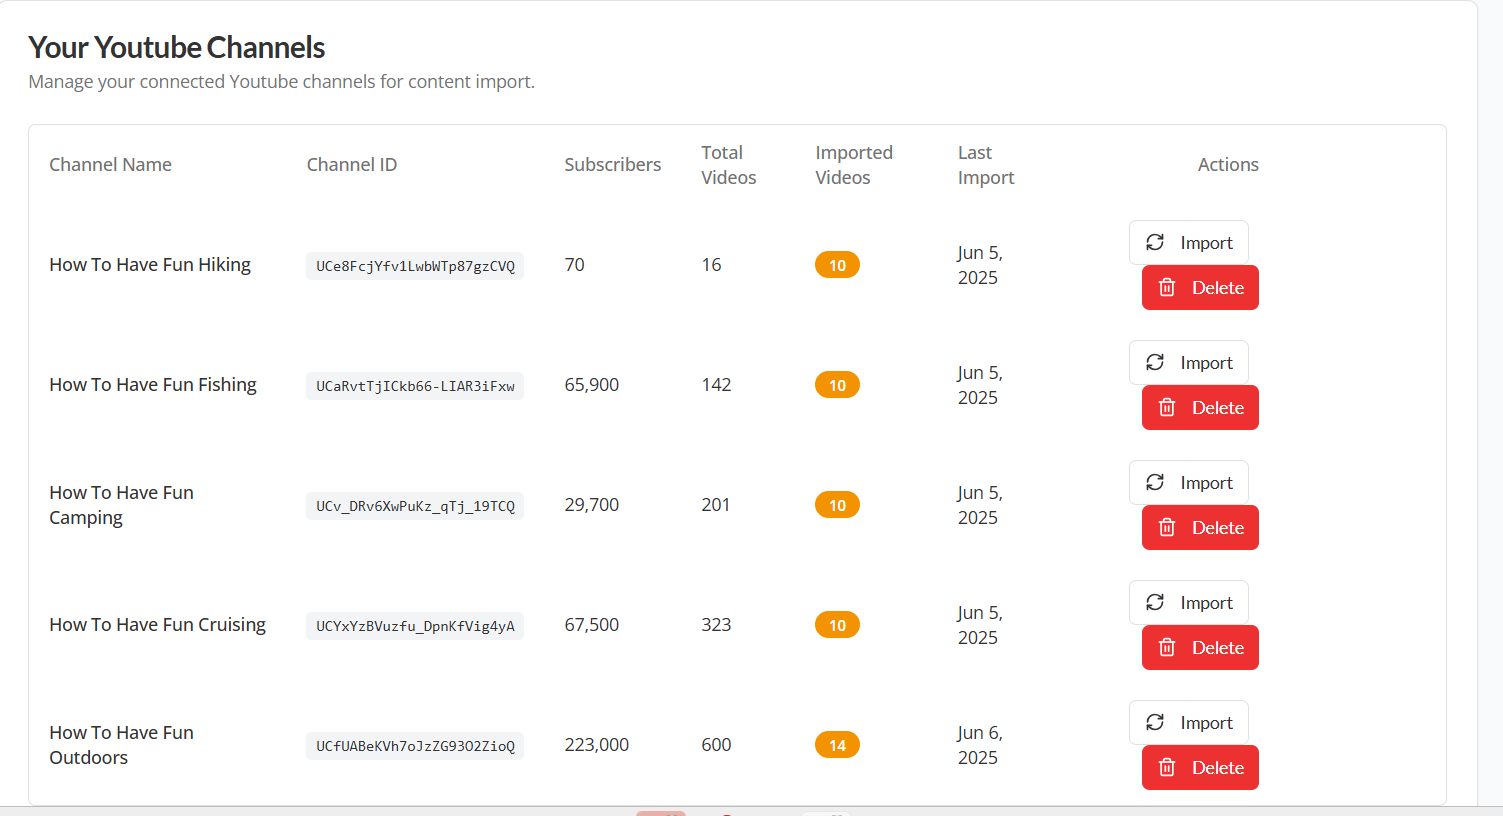 Your Youtube Channels
Manage your connected Youtube channels for content import.
Channel Name Channel ID Subscribers Total Videos Imported Videos Last Import Actions
How To Have Fun Hiking UCe8FcjYfv1LwbWTp87gzCVQ 70 16 10 Jun 5, 2025 Import Delete
How To Have Fun Fishing UCaRvtTjICkb66-LIAR3iFxw 65,900 142 10 Jun 5, 2025 Import Delete
How To Have Fun Camping UCv_DRv6XwPuKz_qTj_19TCQ 29,700 201 10 Jun 5, 2025 Import Delete
How To Have Fun Cruising UCYxYzBVuzfu_DpnKfVig4yA 67,500 323 10 Jun 5, 2025 Import Delete
How To Have Fun Outdoors UCfUABeKVh7oJzZG93O2ZioQ 223,000 600 14 Jun 6, 2025 Import Delete